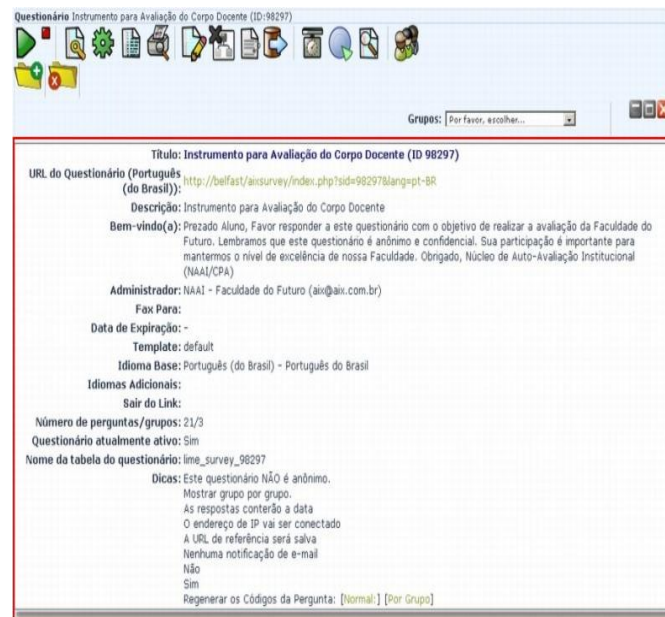 Questionário Instrumento para Avaliação do Corpo Docente (ID:98297)
Grupos: Por favor, escolher...
Título: Instrumento para Avaliação do Corpo Docente (ID 98297)
URL do Questionário (Português
(do Brasil)): http://belfast/aixsurvey/index.php?sid=98297&lang=pt-BR
Descrição: Instrumento para Avaliação do Corpo Docente
Bem-vindo(a): Prezado Aluno, Favor responder a este questionário com o objetivo de realizar a avaliação da Faculdade do
Futuro. Lembramos que este questionário é anônimo e confidencial. Sua participação é importante para
mantermos o nível de excelência de nossa Faculdade. Obrigado, Núcleo de Auto-Avaliação Institucional
(NAAI/CPA)
Administrador: NAAI - Faculdade do Futuro (aix@aix.com.br)
Fax Para:
Data de Expiração: -
Template: default
Idioma Base: Português (do Brasil) - Português do Brasil
Idiomas Adicionais:
Sair do Link:
Número de perguntas/grupos: 21/3
Questionário atualmente ativo: Sim
Nome da tabela do questionário: lime_survey_98297
Dicas: Este questionário NÃO é anônimo.
Mostrar grupo por grupo.
As respostas conterão a data
O endereço de IP vai ser conectado
A URL de referência será salva
Nenhuma notificação de e-mail
Não
Sim
Regenerar os Códigos da Pergunta: [Normal:] [Por Grupo]